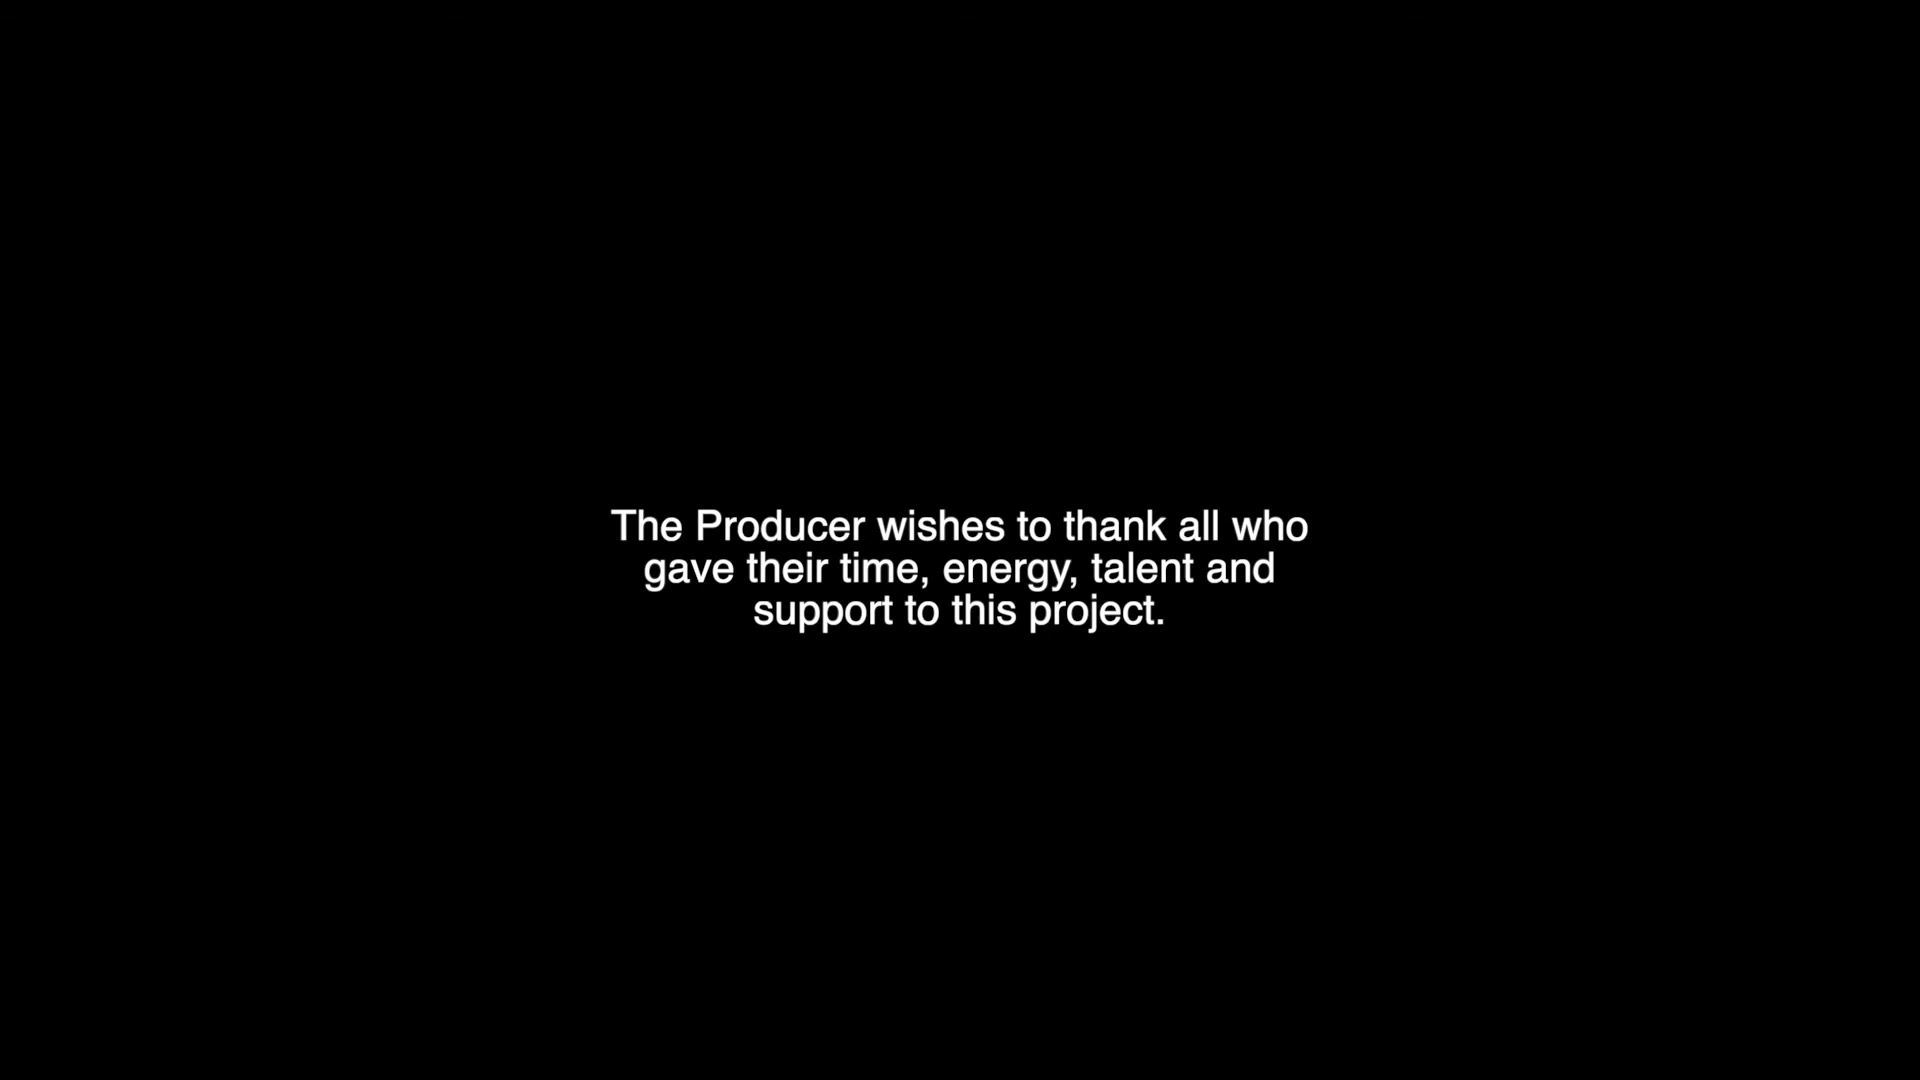 The Producer wishes to thank all who
gave their time, energy, talent and
support to this project.